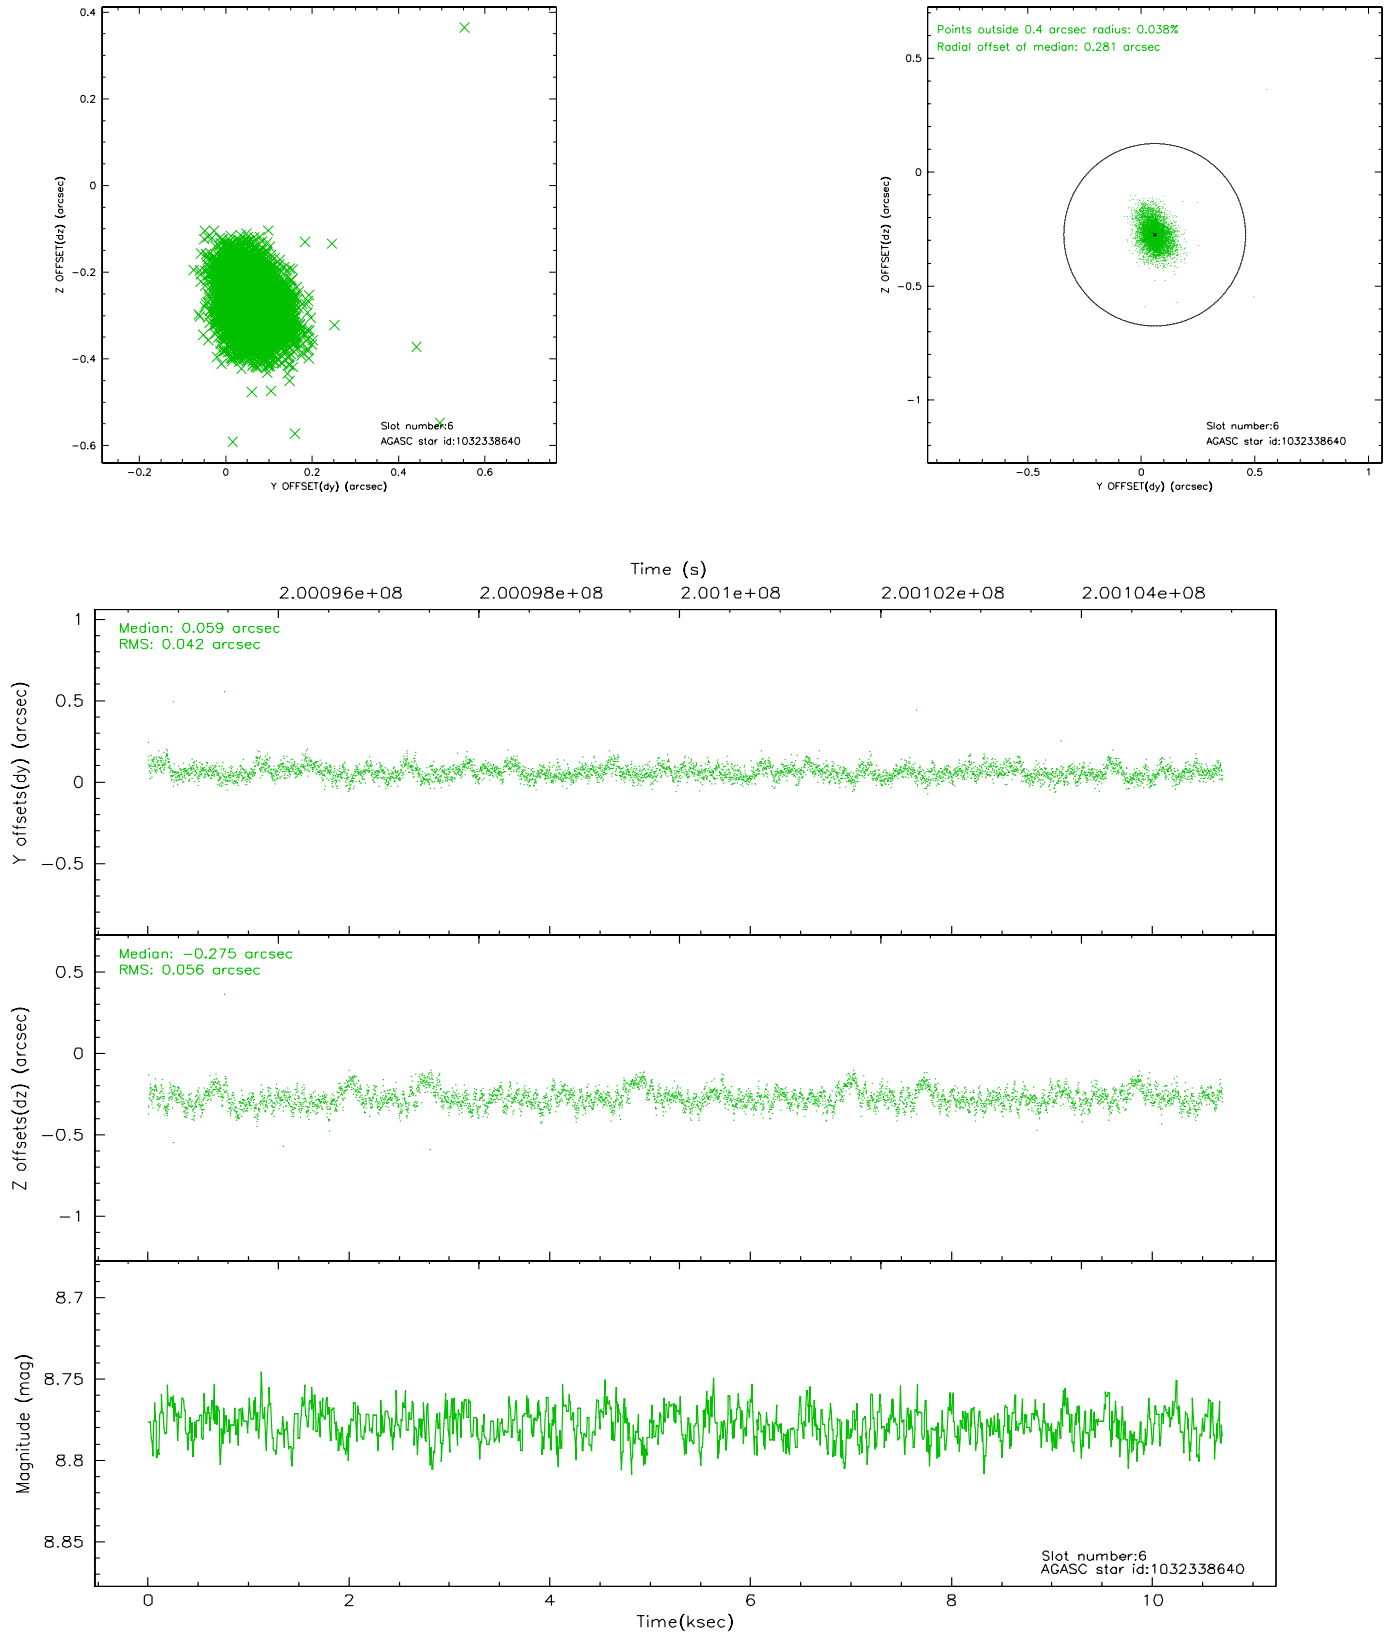 0.4
0.2
0
−0.2
−0.4
−0.6
Z OFFSET(dz) (arcsec)
Slot number:6
AGASC star id:1032338640
−0.2
0
0.2
0.4
0.6
Y OFFSET(dy) (arcsec)
Points outside 0.4 arcsec radius: 0.038%
Radial offset of median: 0.281 arcsec
0.5
0
−0.5
−1
Z OFFSET(dz) (arcsec)
Slot number:6
AGASC star id:1032338640
−0.5
0
0.5
1
Y OFFSET(dy) (arcsec)
Time (s)
2.00096e+08
2.00098e+08
2.001e+08
2.00102e+08
2.00104e+08
Median: 0.059 arcsec
RMS: 0.042 arcsec
1
0.5
0
−0.5
Y offsets(dy) (arcsec)
Median: −0.275 arcsec
RMS: 0.056 arcsec
0.5
0
−0.5
−1
Z offsets(dz) (arcsec)
8.7
8.75
8.8
8.85
Magnitude (mag)
Slot number:6
AGASC star id:1032338640
0
2
4
6
8
10
Time(ksec)